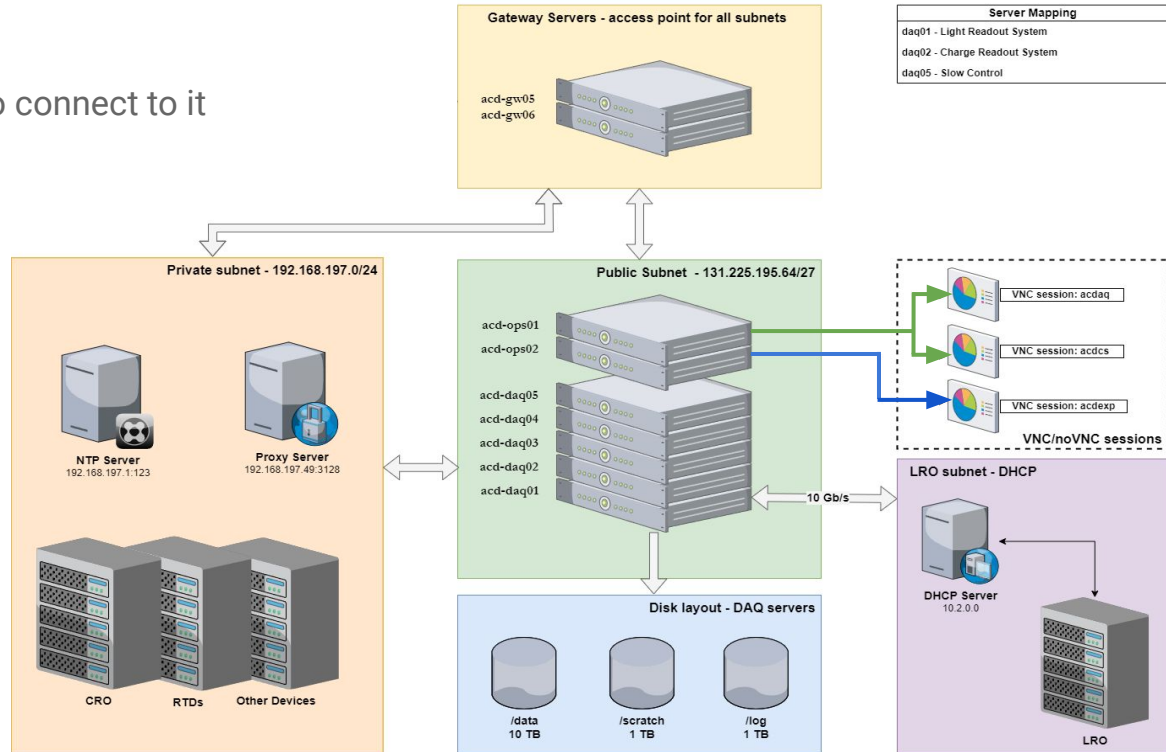 o connect to it
Gateway Servers - access point for all subnets
acd-gw05
acd-gw06
Server Mapping
daq01 - Light Readout System
daq02 - Charge Readout System
daq05 - Slow Control
Private subnet - 192.168.197.0/24
NTP Server
192.168.197.1:123
Proxy Server
192.168.197.49:3128
CRO
RTDs
Other Devices
Public Subnet - 131.225.195.64/27
acd-ops01
acd-ops02
acd-daq05
acd-daq04
acd-daq03
acd-daq02
acd-daq01
VNC session: acdaq
VNC session: acdcs
VNC session: acdexp
VNC/noVNC sessions
10 Gb/s
LRO subnet - DHCP
DHCP Server
10.2.0.0
LRO
Disk layout - DAQ servers
/data
10 TB
/scratch
1 TB
/log
1 TB